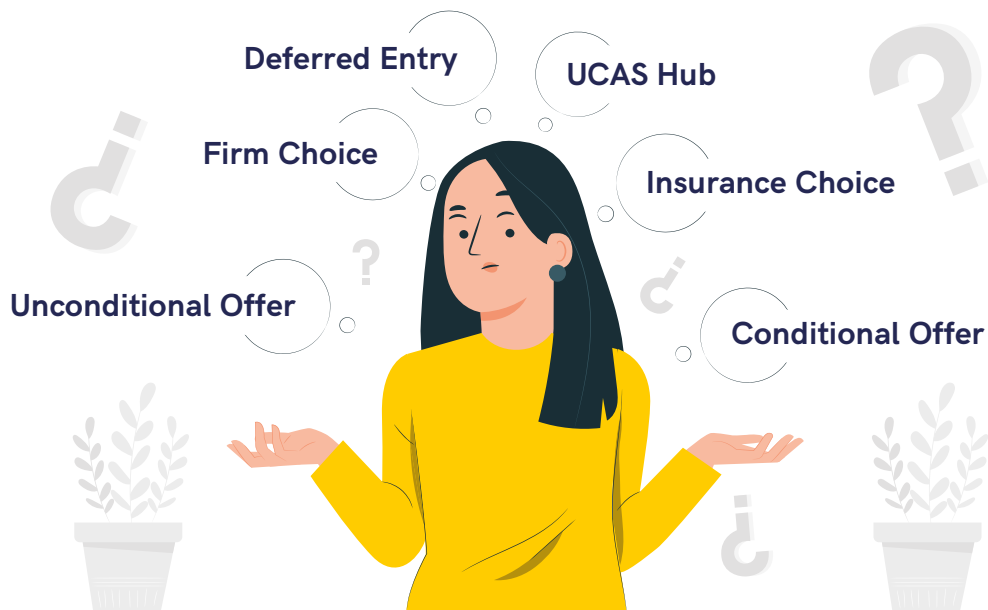 Deferred Entry
UCAS Hub
Firm Choice
Insurance Choice
Unconditional Offer
Conditional Offer